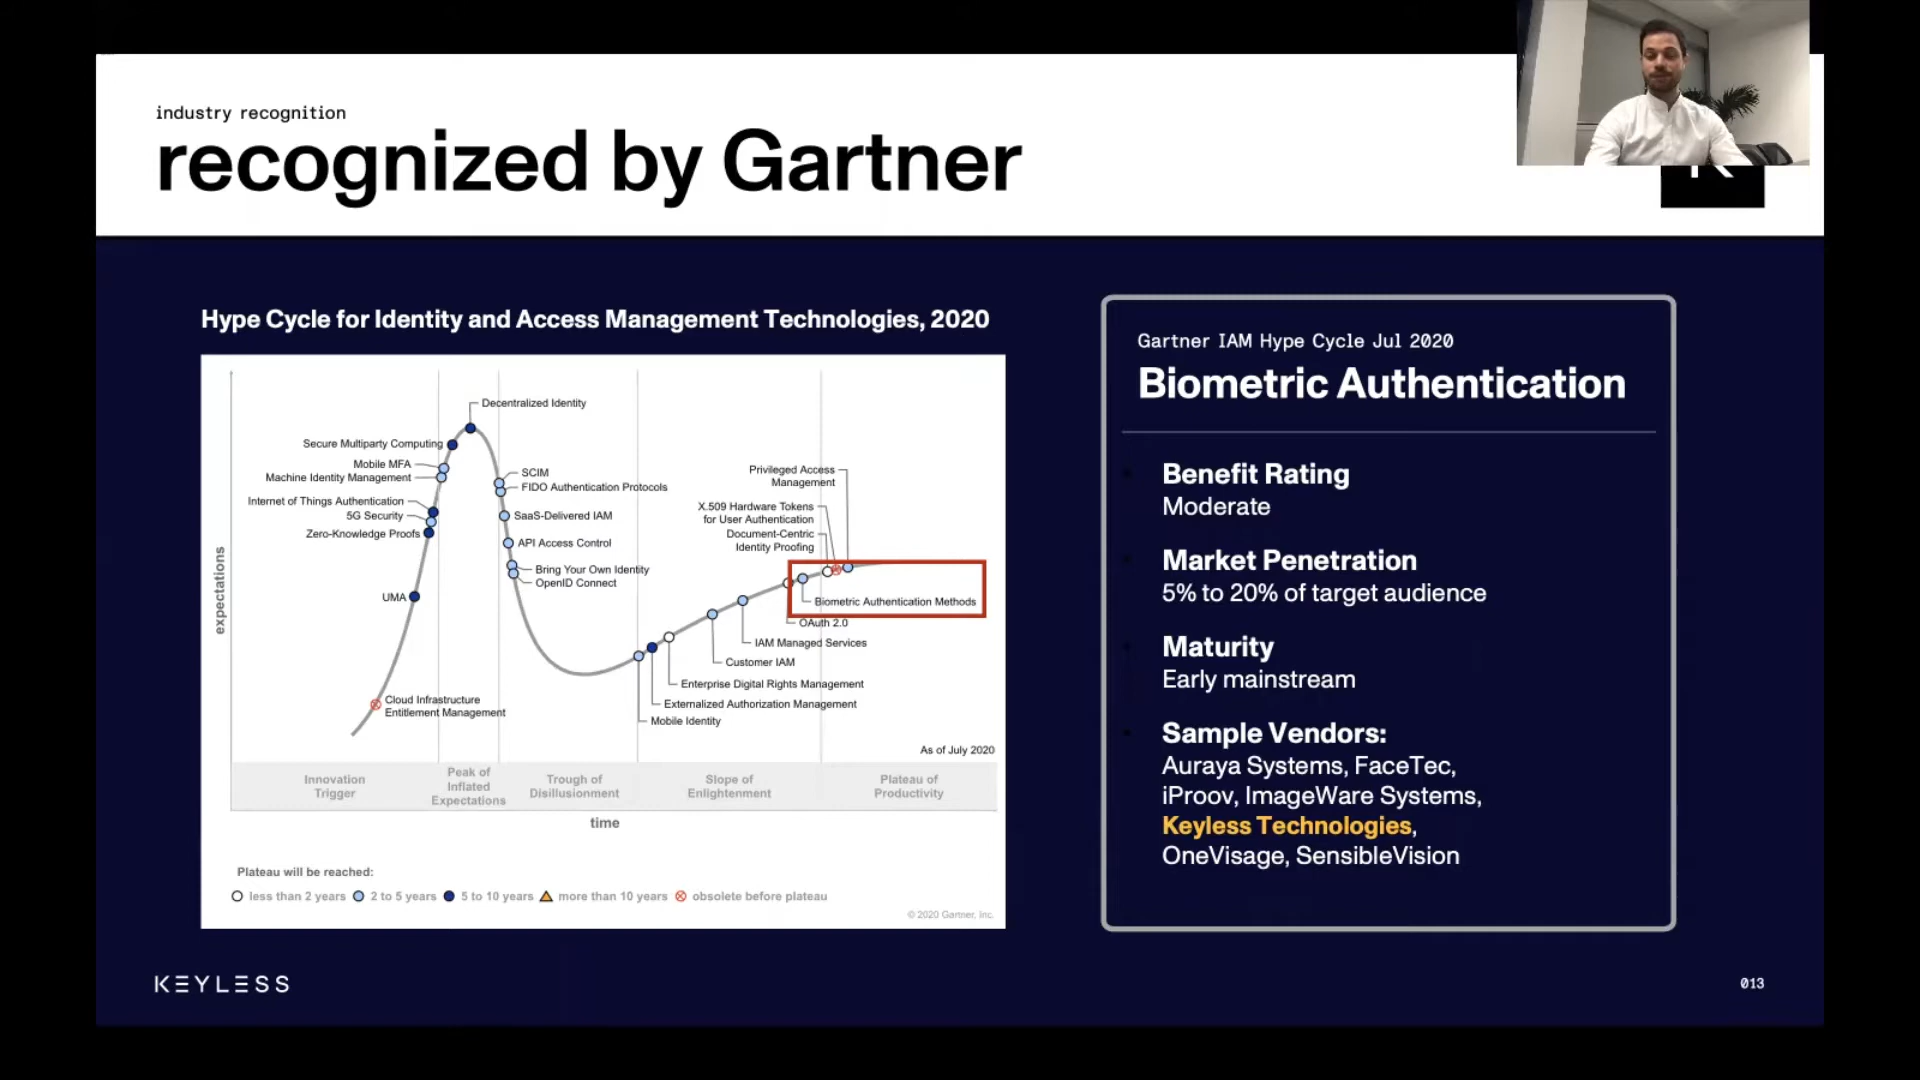 industry recognition
recognized by Gartner
Hype Cycle for Identity and Access Management Technologies, 2020
expectations
Decentralized Identity
Secure Multiparty Computing
Mobile MFA
Machine Identity Management
Internet of Things Authentication
5G Security
Zero-Knowledge Proofs
UMA
Cloud Infrastructure
Entitlement Management
SCIM
FIDO Authentication Protocols
SaaS-Delivered IAM
API Access Control
Bring Your Own Identity
OpenID Connect
Privileged Access
Management
X.509 Hardware Tokens
for User Authentication
Document-Centric
Identity Proofing
Biometric Authentication Methods
OAuth 2.0
IAM Managed Services
Customer IAM
Enterprise Digital Rights Management
Externalized Authorization Management
Mobile Identity
As of July 2020
Innovation
Trigger
Peak of
Inflated
Expectations
Trough of
Disillusionment
Slope of
Enlightenment
Plateau of
Productivity
time
Plateau will be reached:
less than 2 years 2 to 5 years 5 to 10 years more than 10 years obsolete before plateau
© 2020 Gartner, Inc.
Gartner IAM Hype Cycle Jul 2020
Biometric Authentication
Benefit Rating
Moderate
Market Penetration
5% to 20% of target audience
Maturity
Early mainstream
Sample Vendors:
Auraya Systems, FaceTec,
iProov, ImageWare Systems,
Keyless Technologies,
OneVisage, SensibleVision
KEYLESS
013